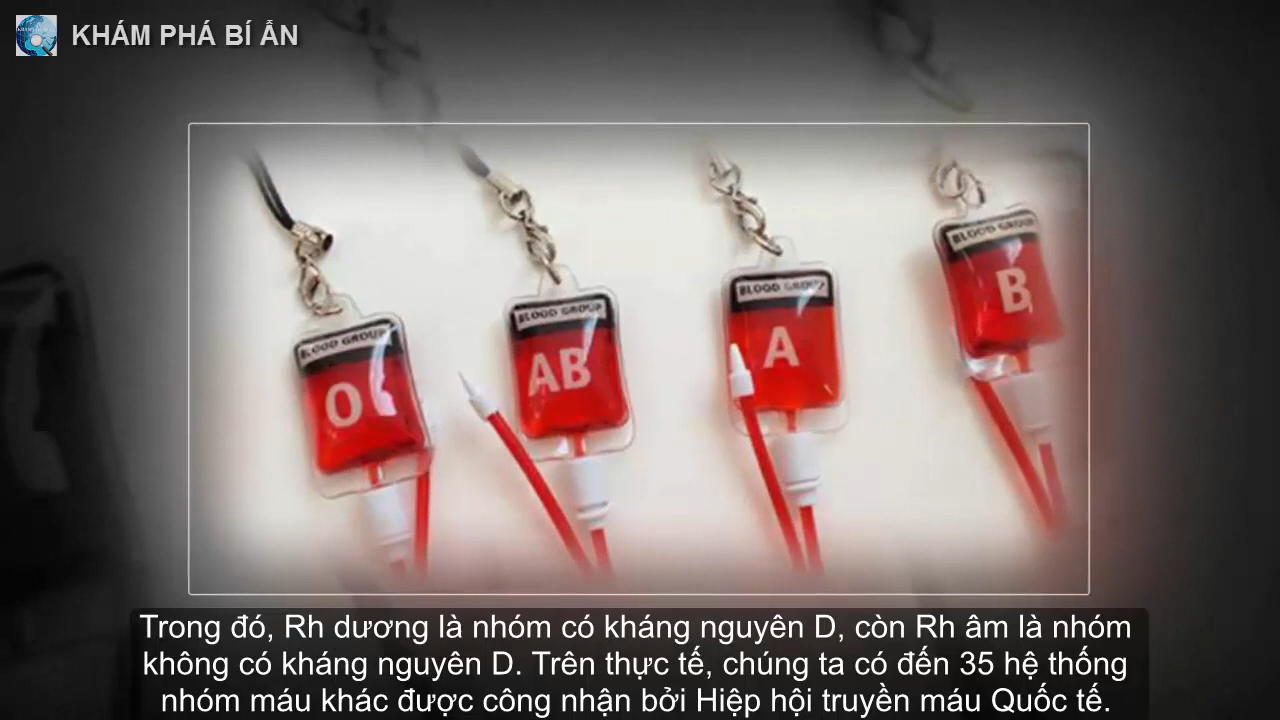 KHÁM PHÁ BÍ ẨN
BLOOD GROUP
O
BLOOD GROUP
AB
BLOOD GROUP
A
BLOOD GROUP
B
Trong đó, Rh dương là nhóm có kháng nguyên D, còn Rh âm là nhóm
không có kháng nguyên D. Trên thực tế, chúng ta có đến 35 hệ thống
nhóm máu khác được công nhận bởi Hiệp hội truyền máu Quốc tế.